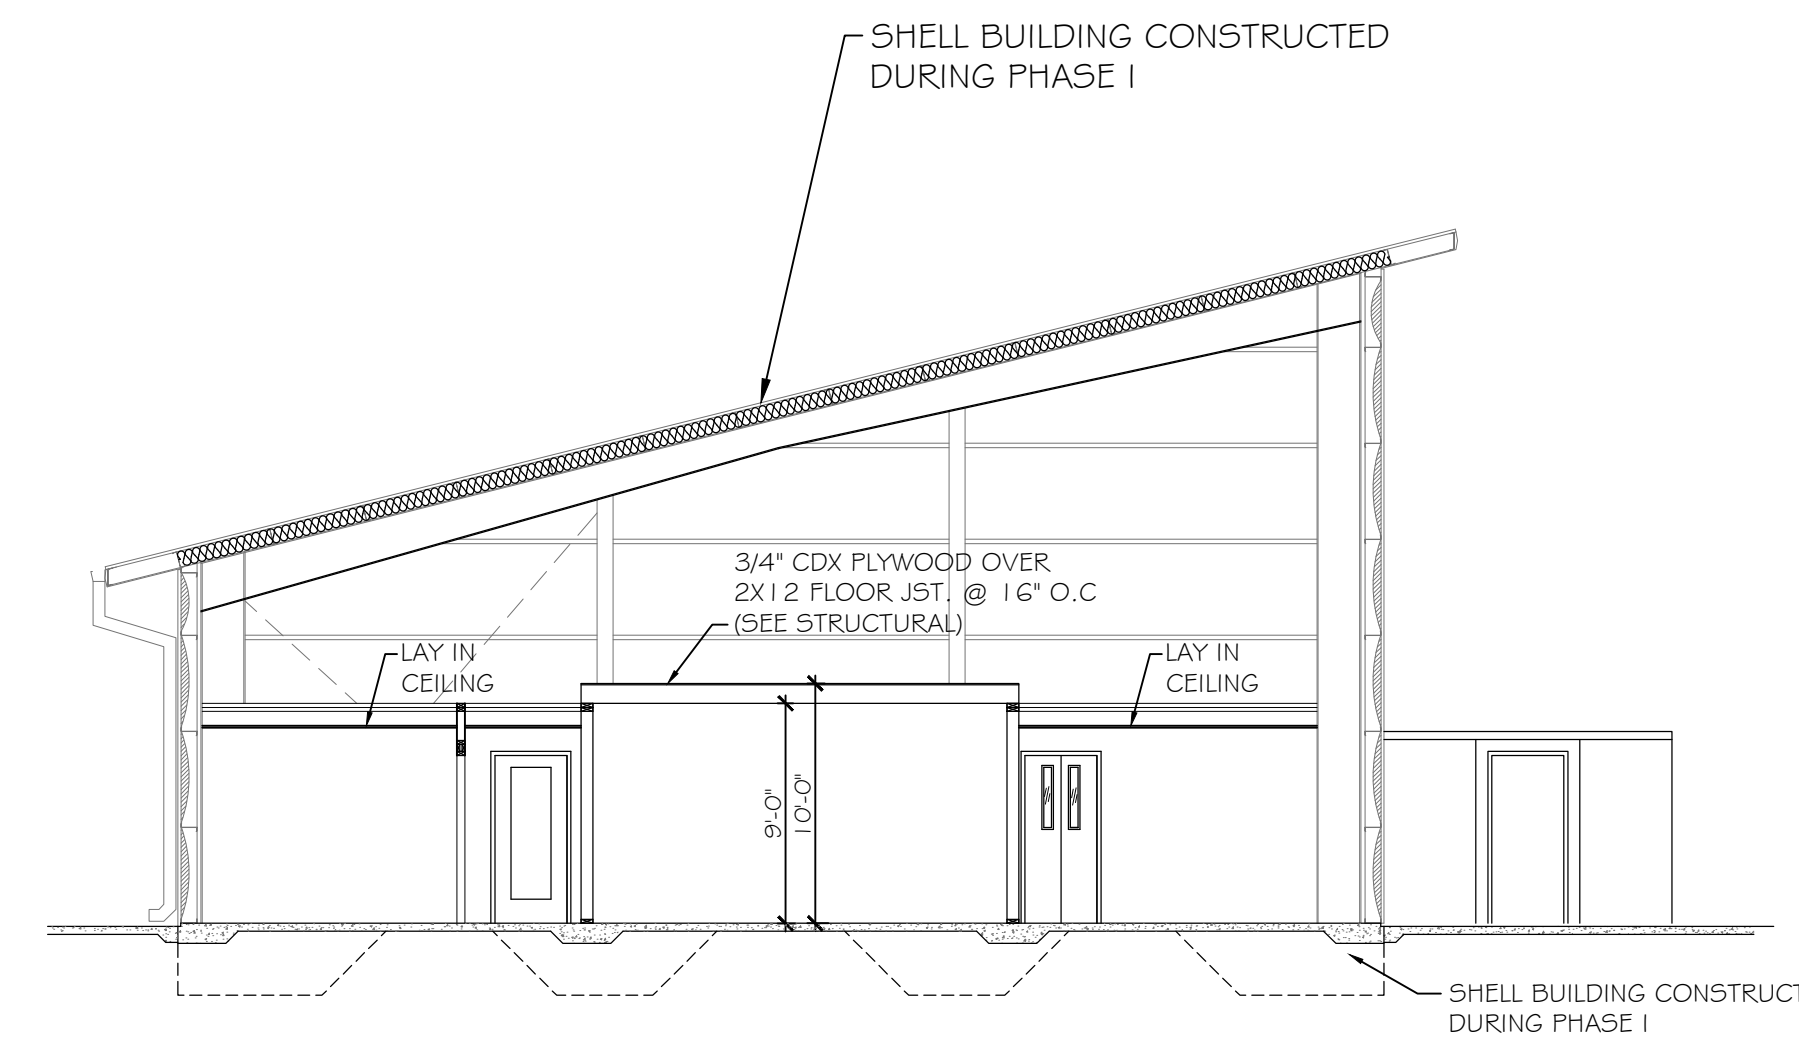 SHELL BUILDING CONSTRUCTED
DURING PHASE I
3/4" CDX PLYWOOD OVER
2X12 FLOOR JST. @ 16" O.C
(SEE STRUCTURAL)
LAY IN
CEILING
LAY IN
CEILING
9'-0"
10'-0"
SHELL BUILDING CONSTRUCT
DURING PHASE I